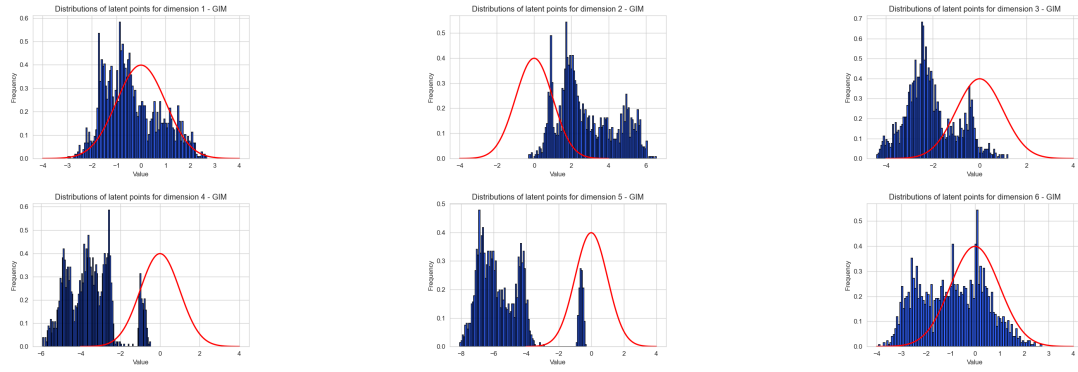 Distributions of latent points for dimension 1 - GIM
Frequency
0.6
0.5
0.4
0.3
0.2
0.1
0.0
−4 −3 −2 −1 0 1 2 3 4
Value
Distributions of latent points for dimension 2 - GIM
Frequency
0.5
0.4
0.3
0.2
0.1
0.0
−4 −2 0 2 4 6
Value
Distributions of latent points for dimension 3 - GIM
Frequency
0.7
0.6
0.5
0.4
0.3
0.2
0.1
0.0
−4 −2 0 2 4
Value
Distributions of latent points for dimension 4 - GIM
Frequency
0.6
0.5
0.4
0.3
0.2
0.1
0.0
−6 −4 −2 0 2 4
Value
Distributions of latent points for dimension 5 - GIM
Frequency
0.5
0.4
0.3
0.2
0.1
0.0
−8 −6 −4 −2 0 2 4
Value
Distributions of latent points for dimension 6 - GIM
Frequency
0.5
0.4
0.3
0.2
0.1
0.0
−4 −3 −2 −1 0 1 2 3 4
Value